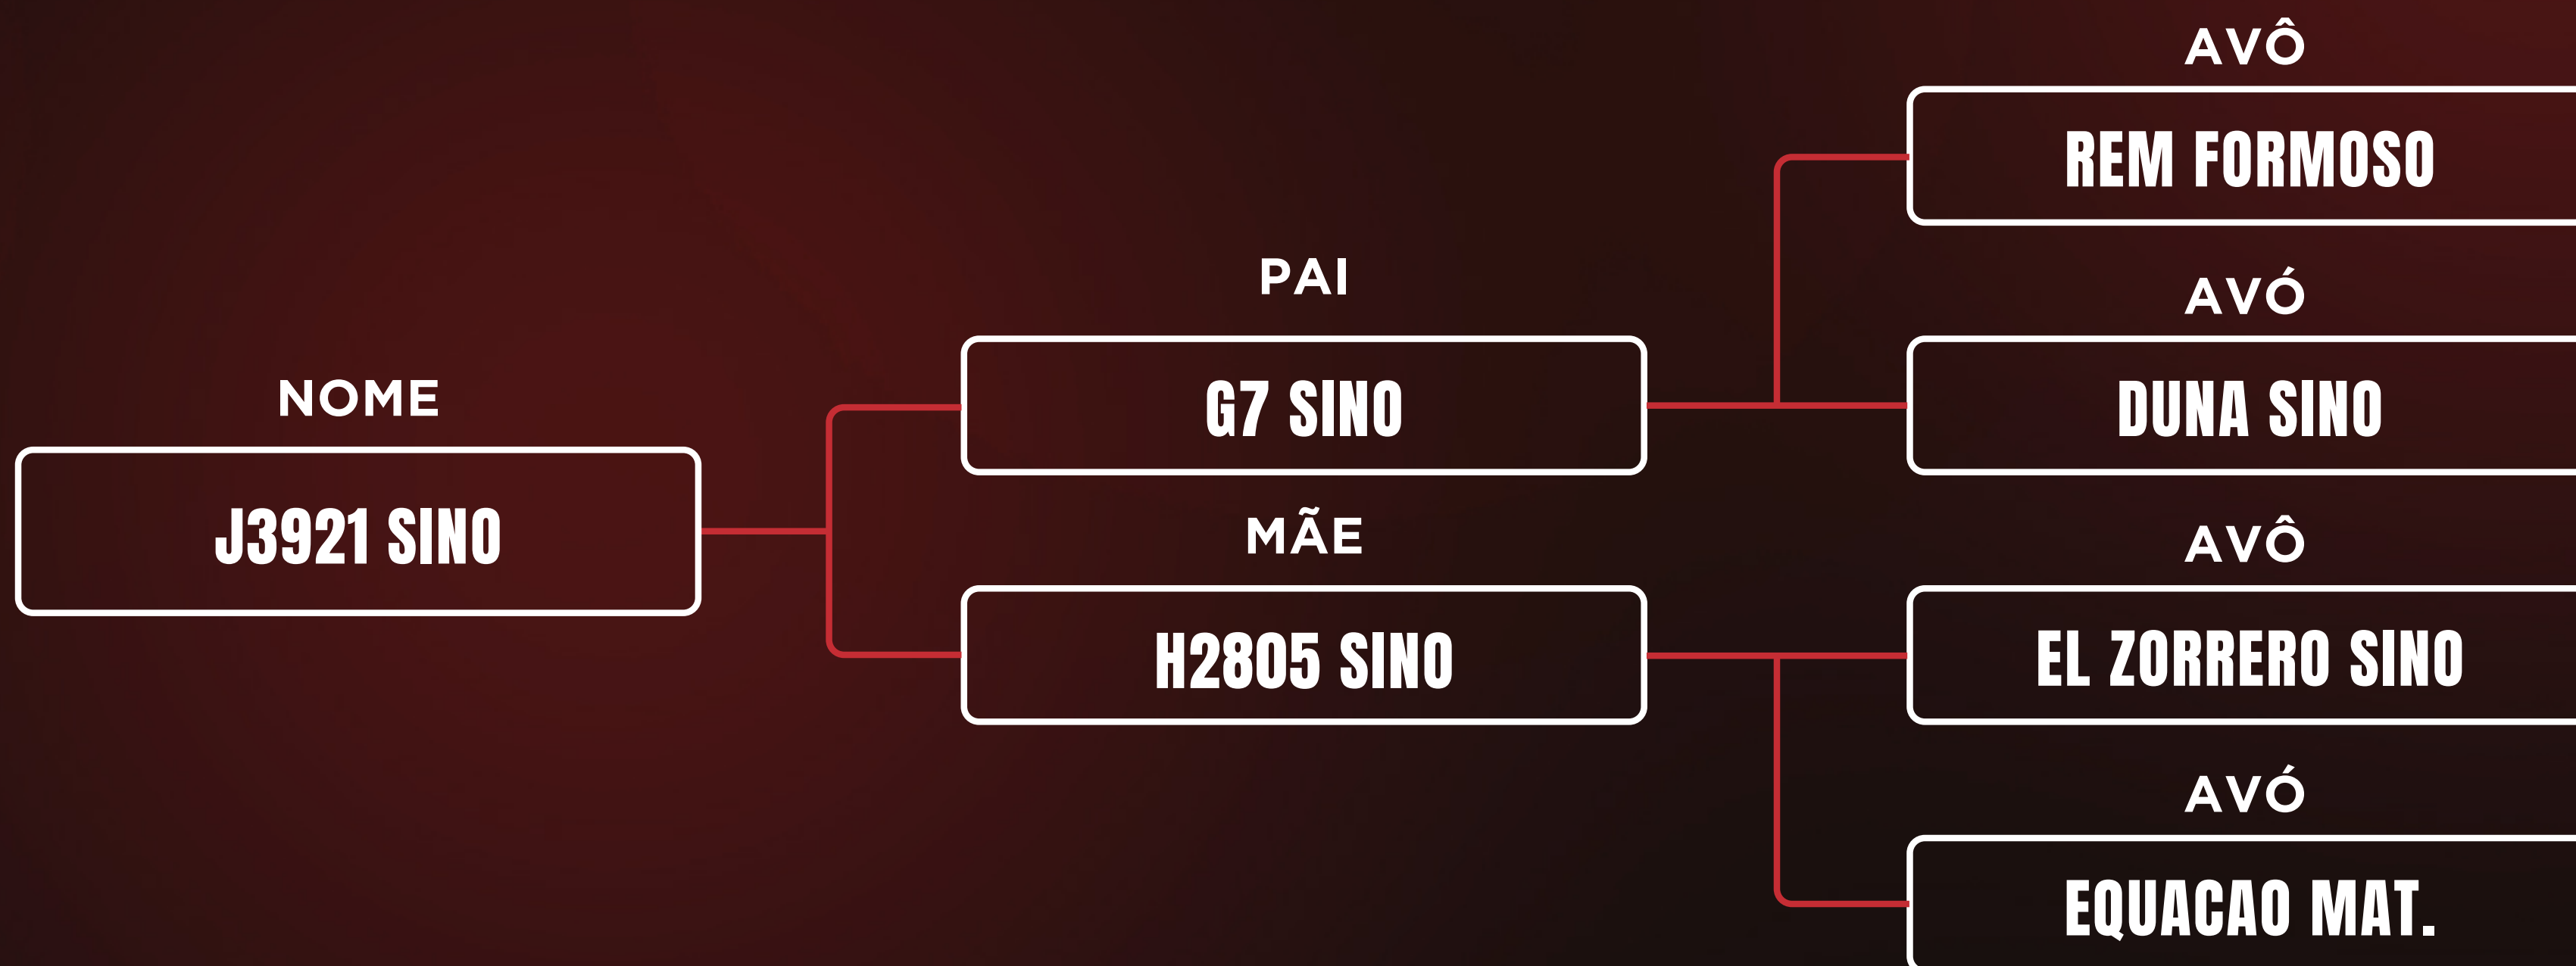 NOME
J3921 SINO
PAI
G7 SINO
MÃE
H2805 SINO
AVÔ
REM FORMOSO
AVÓ
DUNA SINO
AVÔ
EL ZORRERO SINO
AVÓ
EQUACAO MAT.